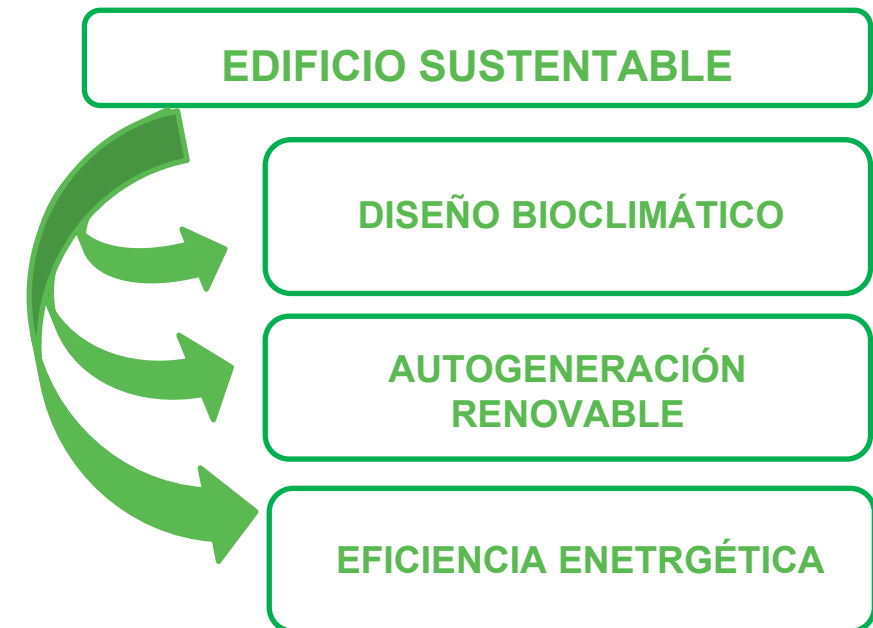 EDIFICIO SUSTENTABLE
DISEÑO BIOCLIMÁTICO
AUTOGENERACIÓN
RENOVABLE
EFICIENCIA ENETRGÉTICA